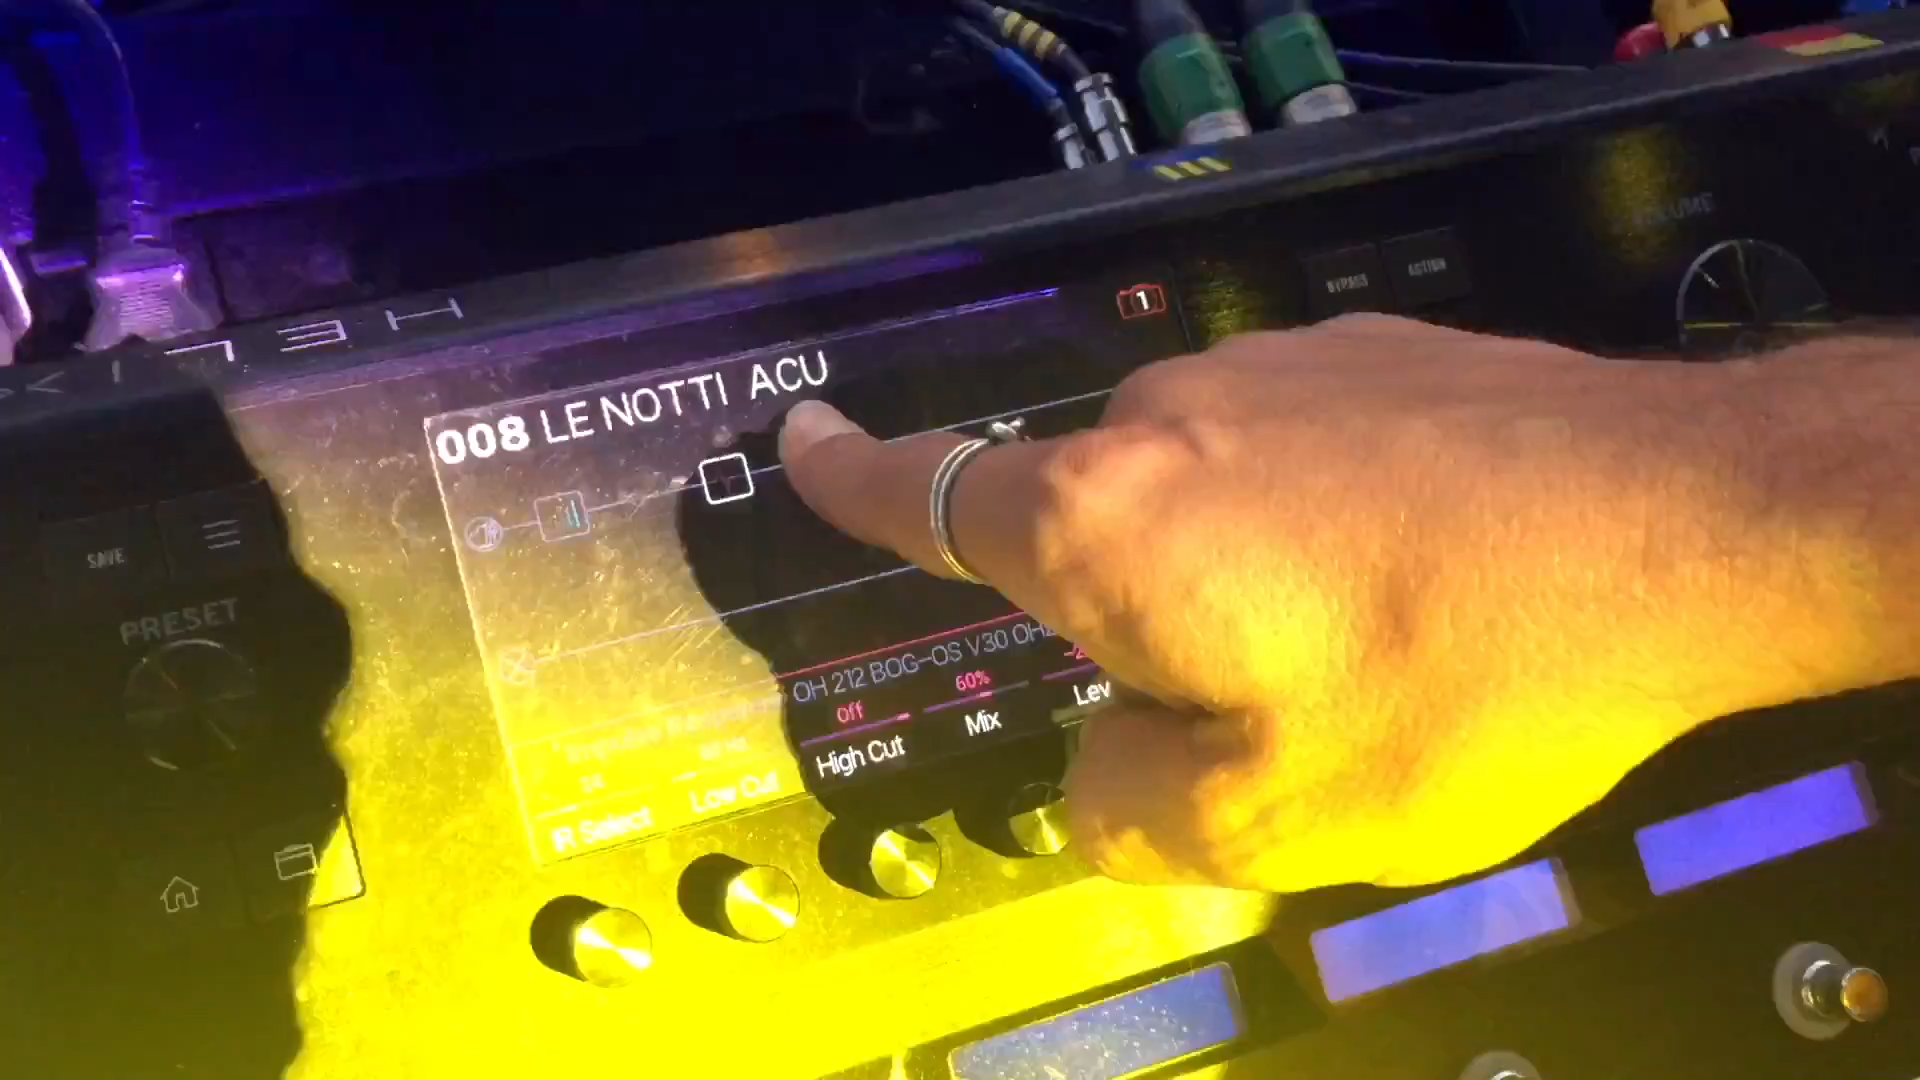 1
BYPASS
ACTION
HELIX
008 LE NOTTI ACU
SAVE
PRESET
OH 212 BOG-OS V30
Off
60%
IR Select
Low Cut
High Cut
Mix
Lev